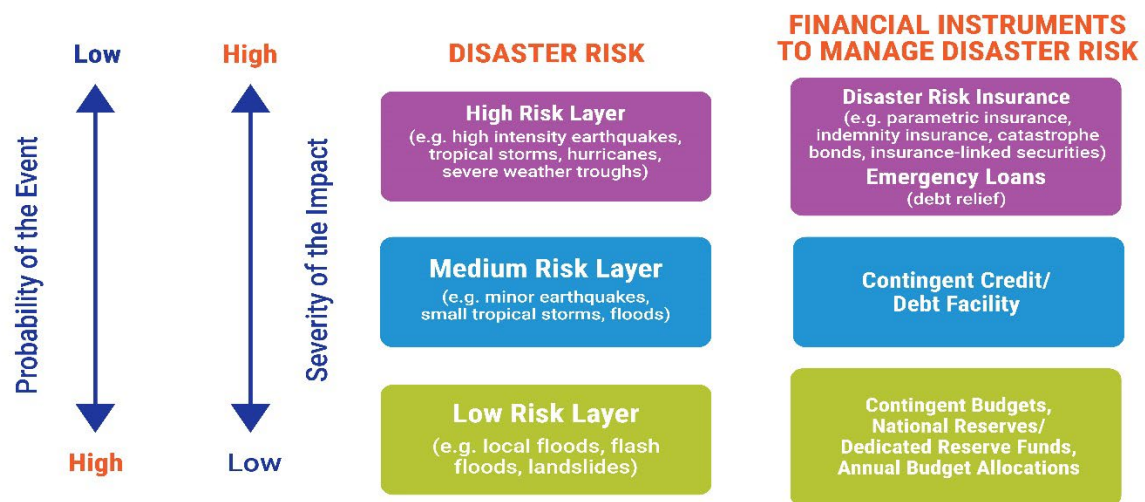 Low
High
Probability of the Event
High
Low
Severity of the Impact
DISASTER RISK
High Risk Layer
(e.g. high intensity earthquakes,
tropical storms, hurricanes,
severe weather troughs)
Medium Risk Layer
(e.g. minor earthquakes,
small tropical storms, floods)
Low Risk Layer
(e.g. local floods, flash
floods, landslides)
FINANCIAL INSTRUMENTS
TO MANAGE DISASTER RISK
Disaster Risk Insurance
(e.g. parametric insurance,
indemnity insurance, catastrophe
bonds, insurance-linked securities)
Emergency Loans
(debt relief)
Contingent Credit/
Debt Facility
Contingent Budgets,
National Reserves/
Dedicated Reserve Funds,
Annual Budget Allocations